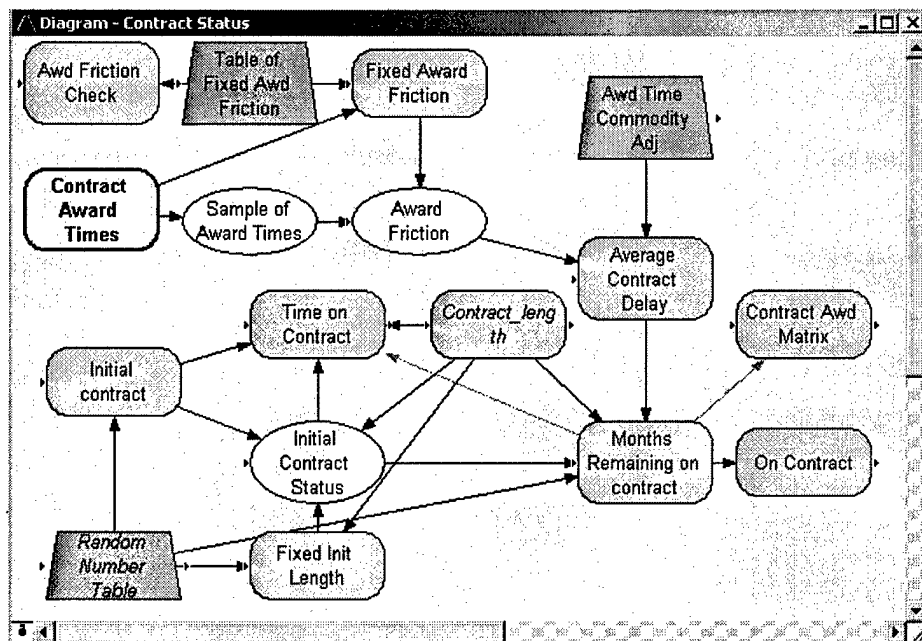 Diagram - Contract Status
Awd Friction
Check
Table of
Fixed Awd
Friction
Fixed Award
Friction
Awd Time
Commodity
Adj
Contract
Award
Times
Sample of
Award Times
Award
Friction
Average
Contract
Delay
Time on
Contract
Contract_leng
th
Contract Awd
Matrix
Initial
contract
Initial
Contract
Status
Months
Remaining on
contract
On Contract
Random
Number
Table
Fixed Init
Length